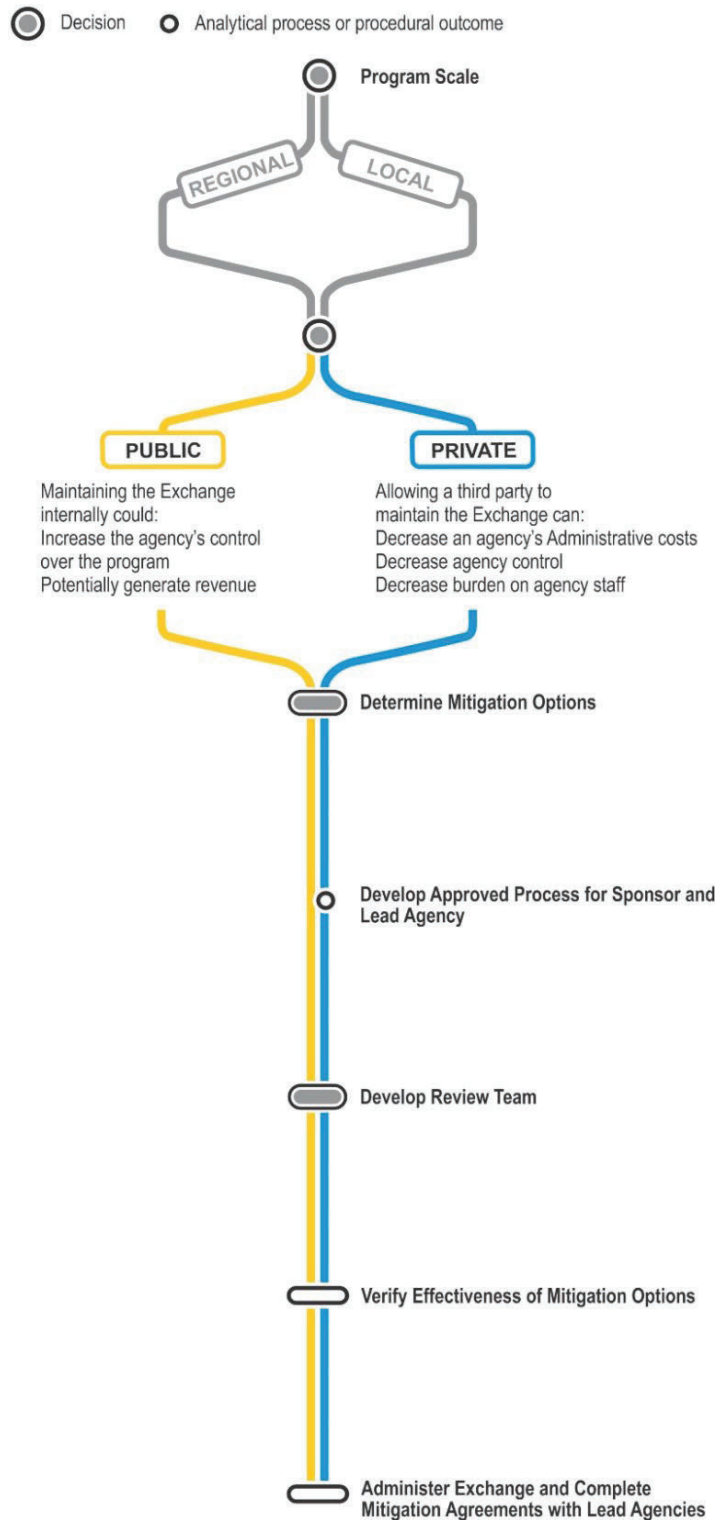 Decision
Analytical process or procedural outcome
Program Scale
REGIONAL
LOCAL
PUBLIC
Maintaining the Exchange
internally could:
Increase the agency's control
over the program
Potentially generate revenue
PRIVATE
Allowing a third party to
maintain the Exchange can:
Decrease an agency's Administrative costs
Decrease agency control
Decrease burden on agency staff
Determine Mitigation Options
Develop Approved Process for Sponsor and
Lead Agency
Develop Review Team
Verify Effectiveness of Mitigation Options
Administer Exchange and Complete
Mitigation Agreements with Lead Agencies